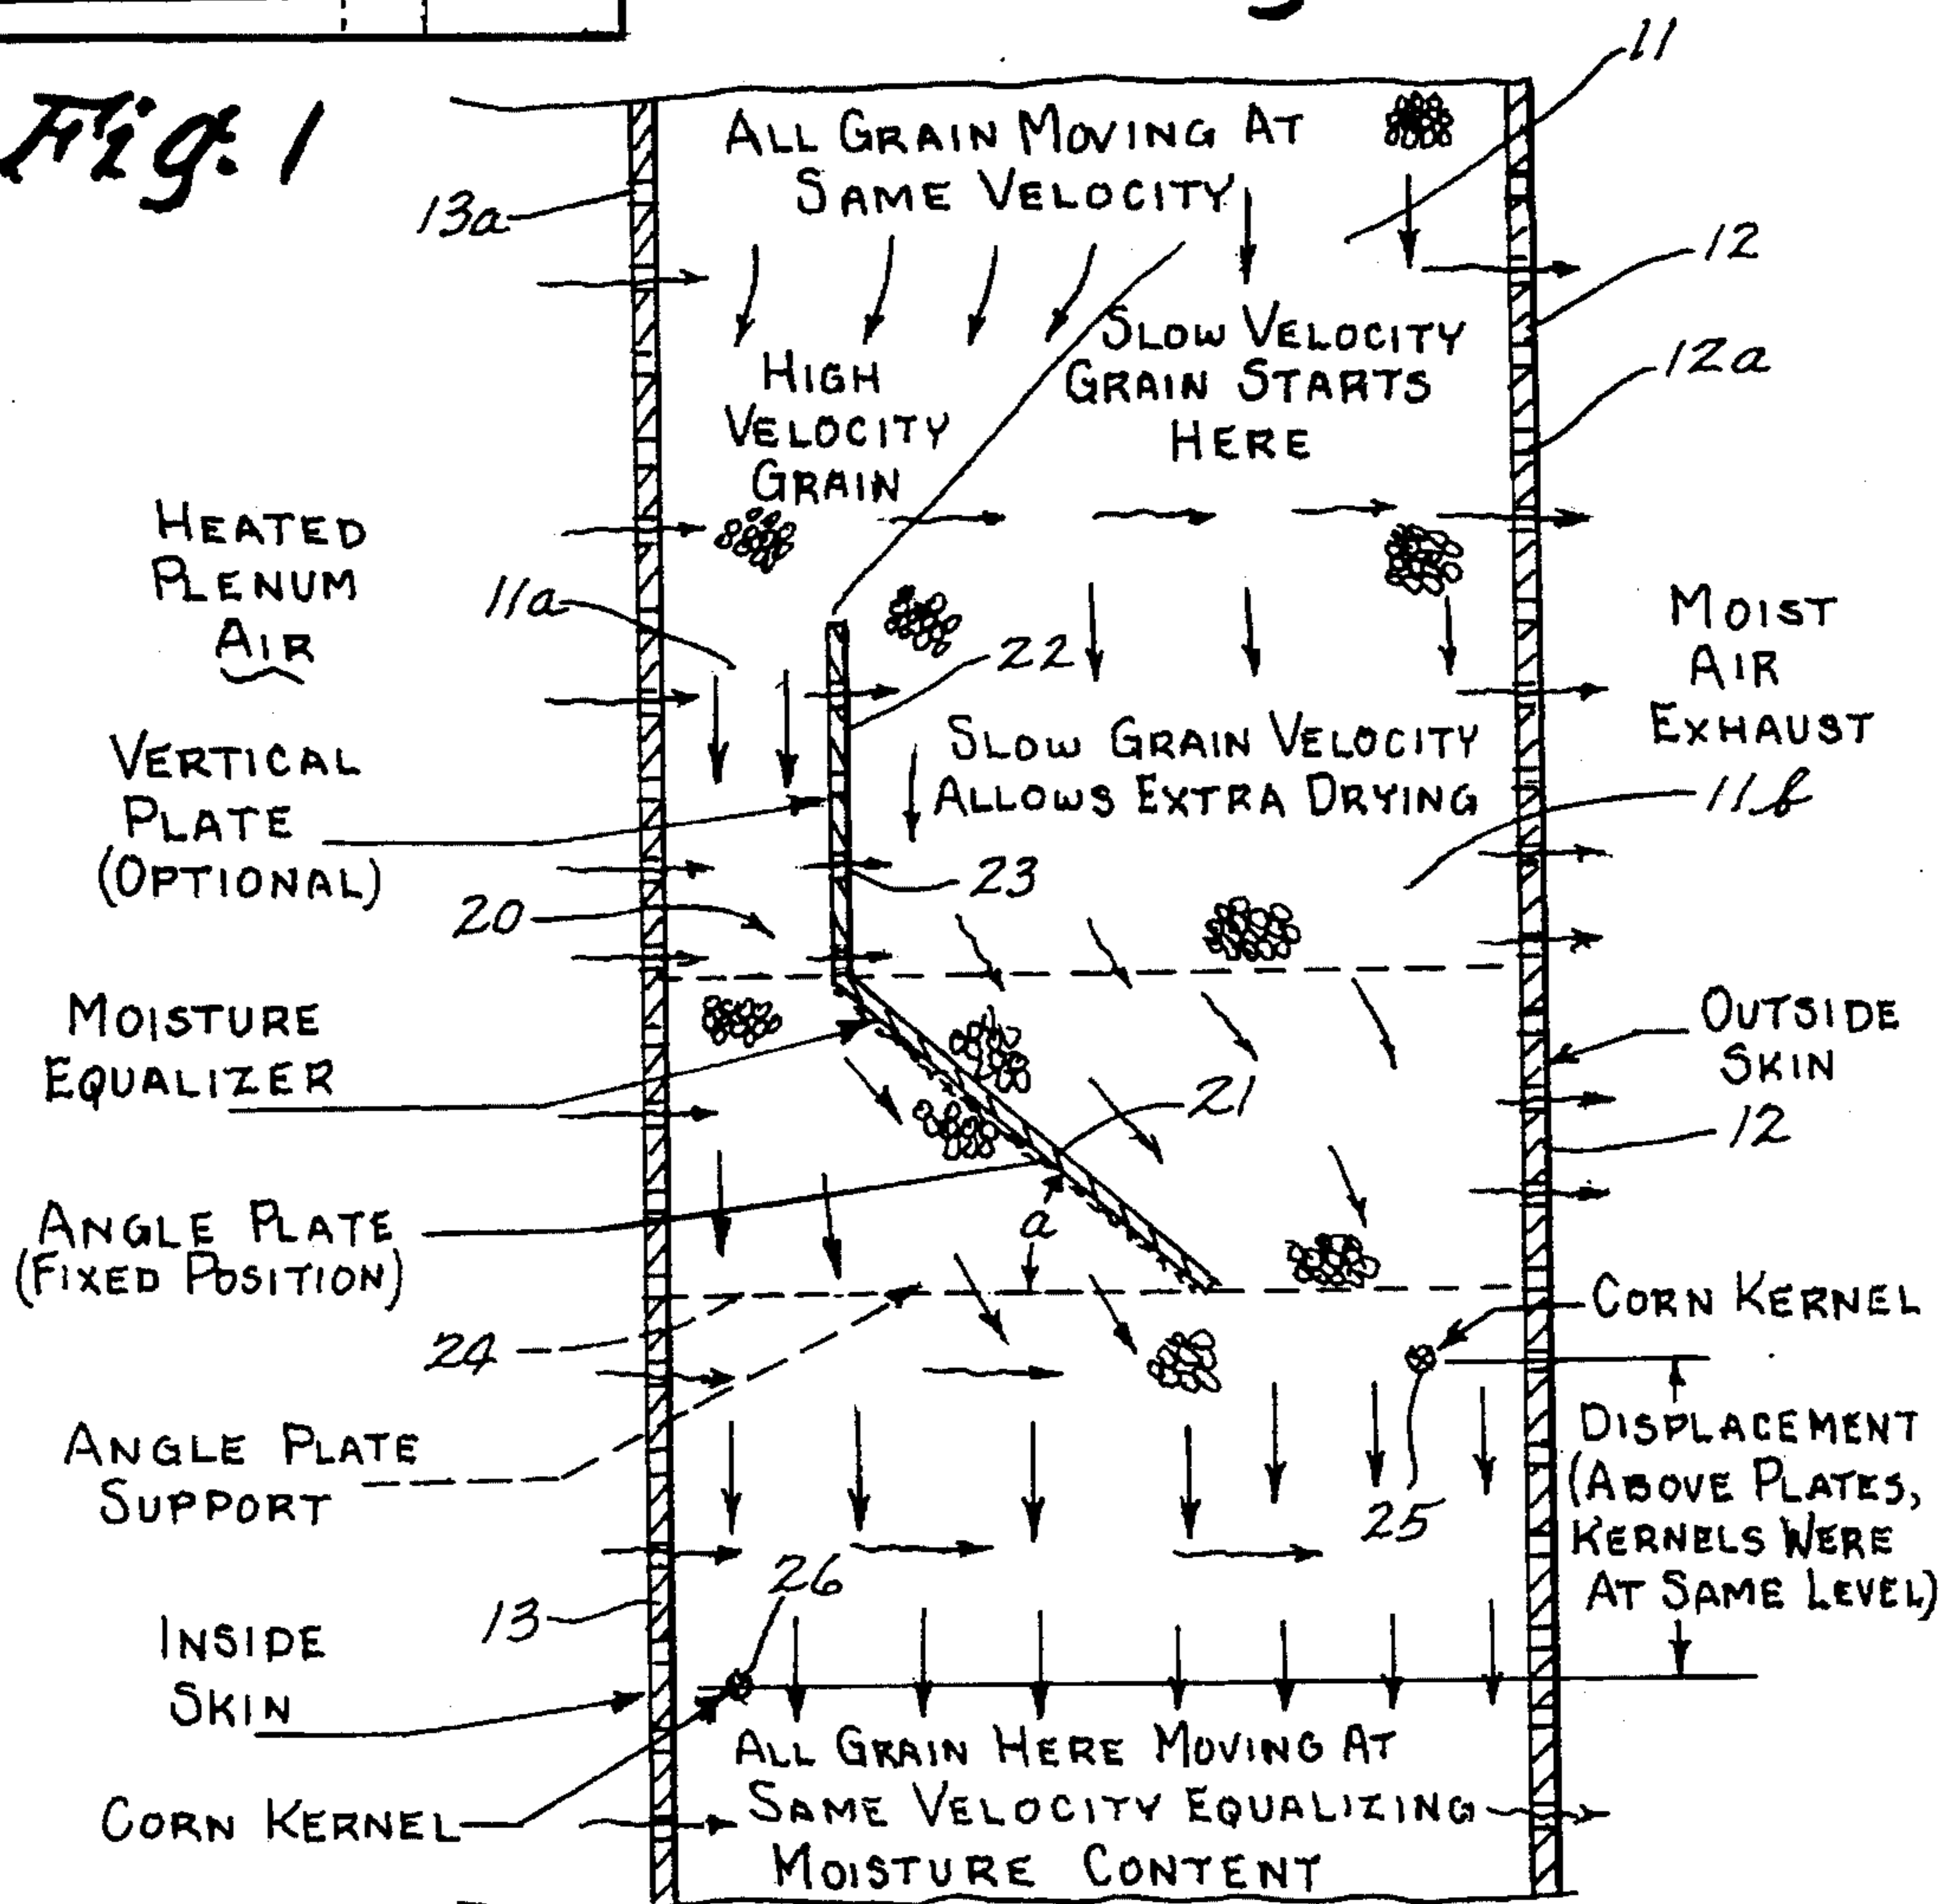 Fig. 1
11
ALL GRAIN MOVING AT
SAME VELOCITY
13a
12
12a
HIGH
VELOCITY
GRAIN
SLOW VELOCITY
GRAIN STARTS
HERE
HEATED
PLENUM
AIR
11a
22
MOIST
AIR
EXHAUST
VERTICAL
PLATE
(OPTIONAL)
SLOW GRAIN VELOCITY
ALLOWS EXTRA DRYING
11b
23
20
MOISTURE
EQUALIZER
OUTSIDE
SKIN
12
21
ANGLE PLATE
(FIXED POSITION)
a
CORN KERNEL
24
ANGLE PLATE
SUPPORT
DISPLACEMENT
(ABOVE PLATES,
KERNELS WERE
AT SAME LEVEL)
25
26
13
INSIDE
SKIN
CORN KERNEL
ALL GRAIN HERE MOVING AT
SAME VELOCITY EQUALIZING
MOISTURE CONTENT